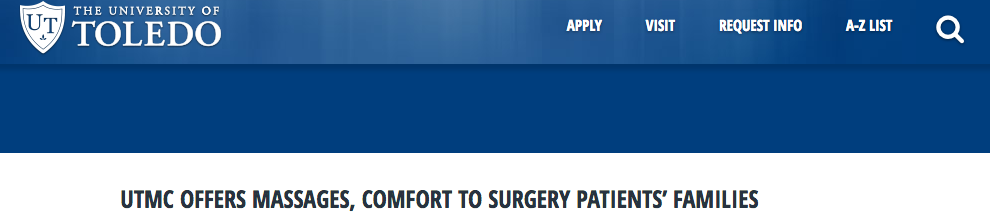 UT
THE UNIVERSITY OF
TOLEDO
APPLY VISIT REQUEST INFO A-Z LIST
UTMC OFFERS MASSAGES, COMFORT TO SURGERY PATIENTS’ FAMILIES